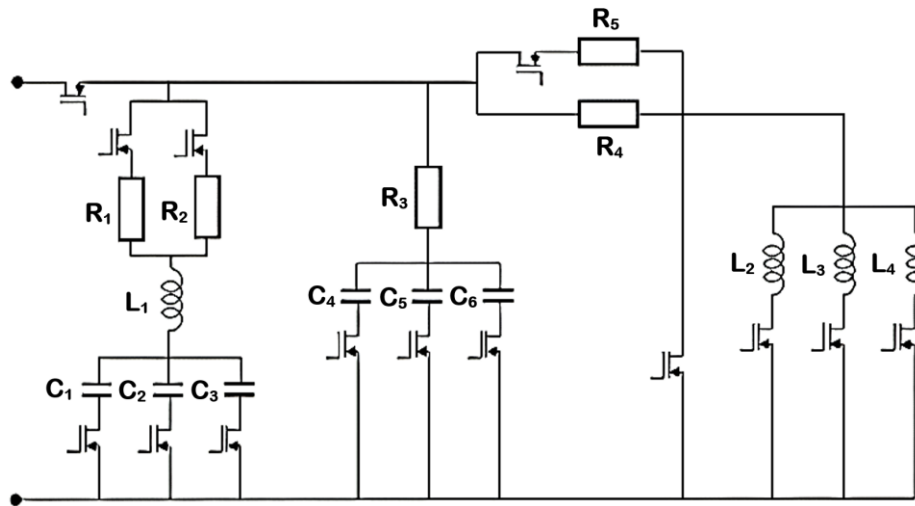 R₅
R₄
R₁
R₂
R₃
L₁
L₂
L₃
L₄
C₄
C₅
C₆
C₁
C₂
C₃